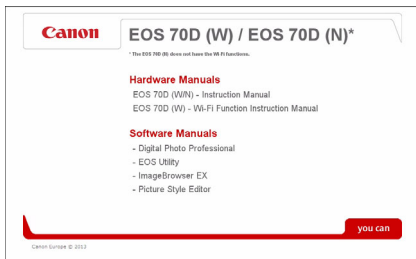 Canon
EOS 70D (W) / EOS 70D (N)*
* The EOS 70D (N) does not have the Wi-Fi functions.
Hardware Manuals
EOS 70D (W/N) - Instruction Manual
EOS 70D (W) - Wi-Fi Function Instruction Manual
Software Manuals
- Digital Photo Professional
- EOS Utility
- ImageBrowser EX
- Picture Style Editor
you can
Canon Europe © 2013